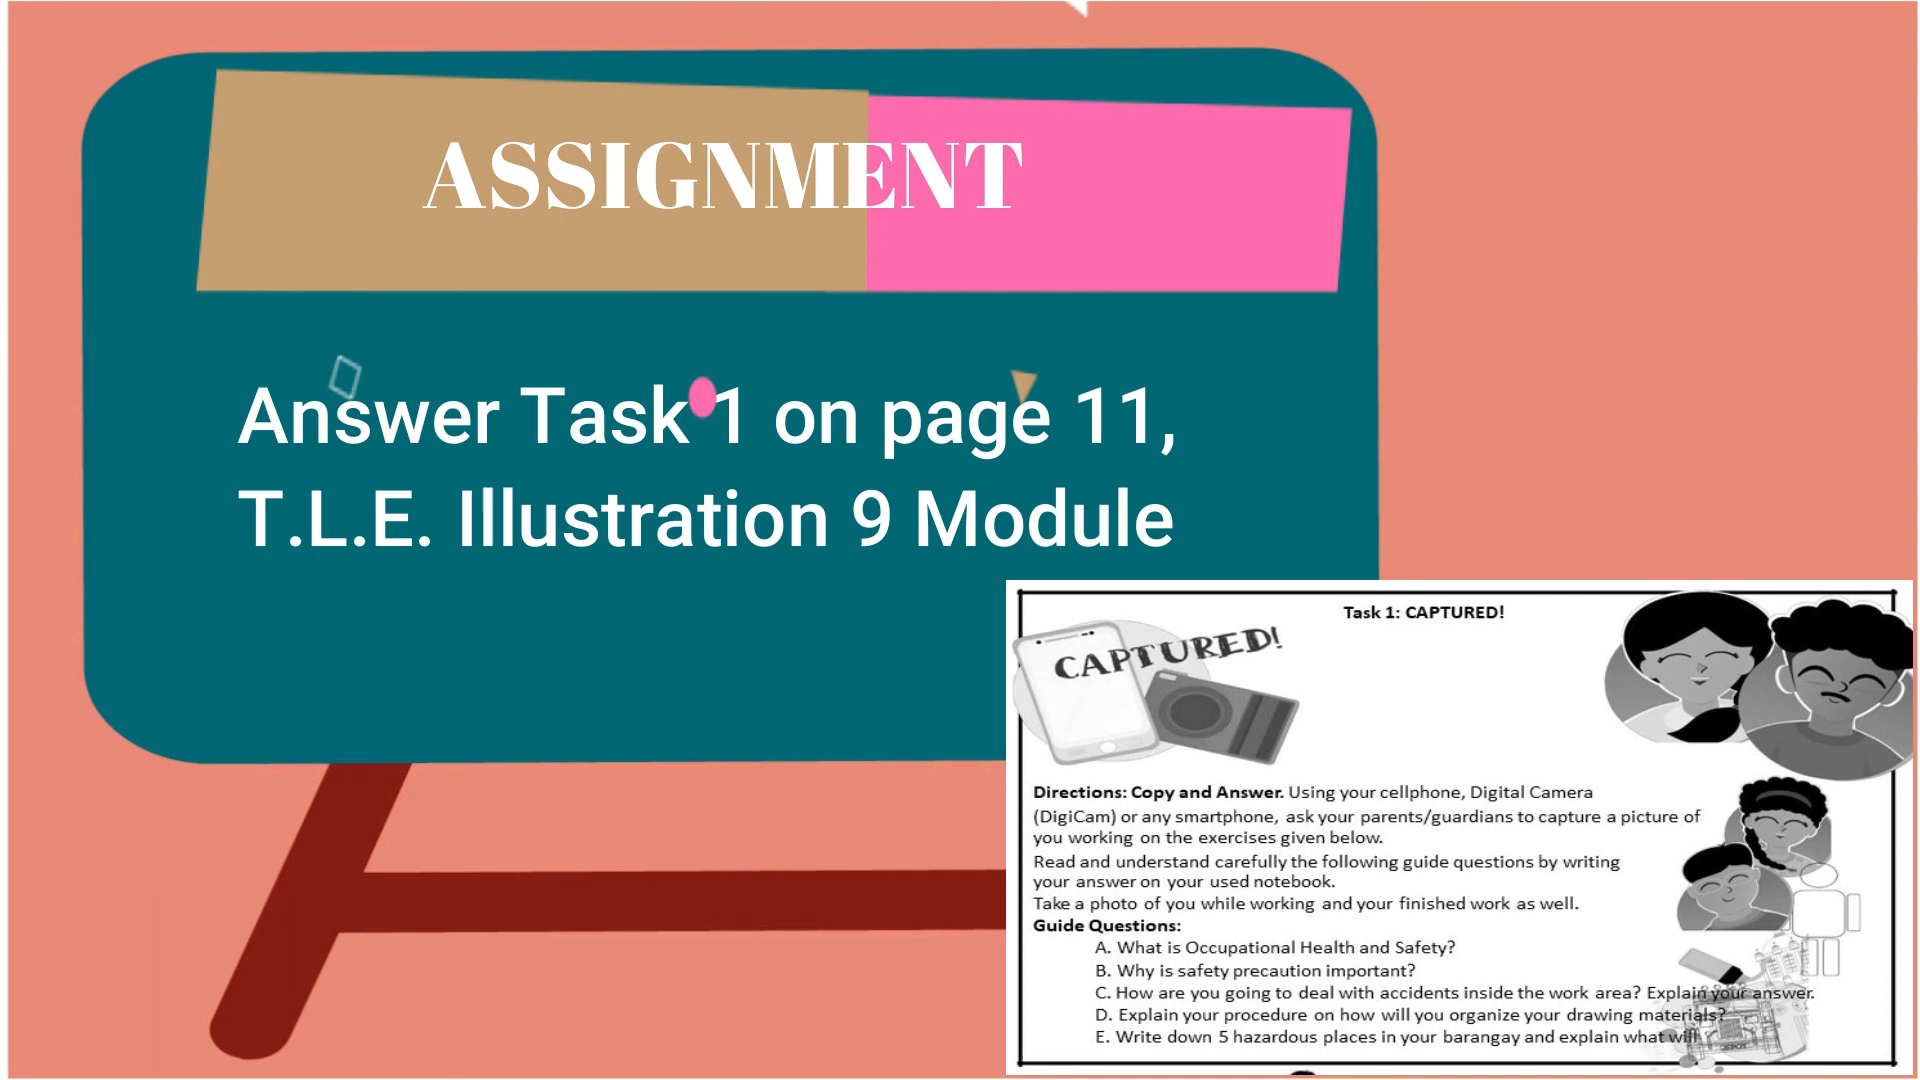 ASSIGNMENT
Answer Task 1 on page 11,
T.L.E. Illustration 9 Module
Task 1: CAPTURED!
CAPTURED!
Directions: Copy and Answer. Using your cellphone, Digital Camera
(DigiCam) or any smartphone, ask your parents/guardians to capture a picture of
you working on the exercises given below.
Read and understand carefully the following guide questions by writing
your answer on your used notebook.
Take a photo of you while working and your finished work as well.
Guide Questions:
A. What is Occupational Health and Safety?
B. Why is safety precaution important?
C. How are you going to deal with accidents inside the work area? Explain your answer.
D. Explain your procedure on how will you organize your drawing materials?
E. Write down 5 hazardous places in your barangay and explain what will